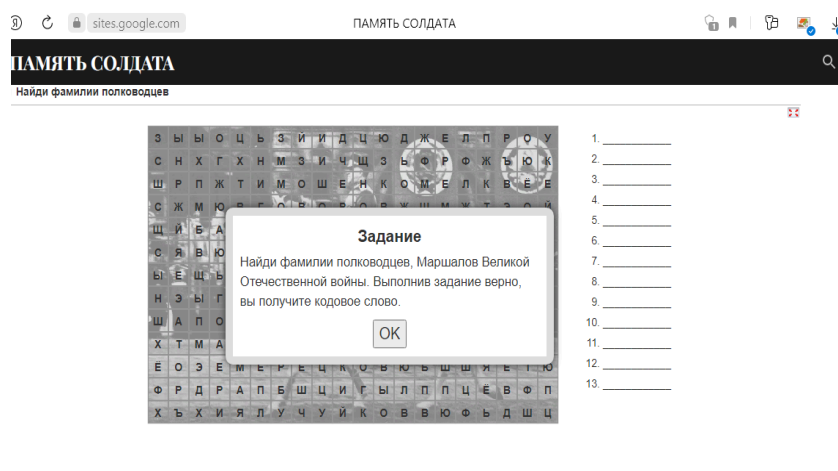 sites.google.com
ПАМЯТЬ СОЛДАТА
ПАМЯТЬ СОЛДАТА
Найди фамилии полководцев
З Ы Ы О Ц Ь З Й И Д Ц Ю Д Ж Е Л П Р О У
С Н Х Г Х Н М З И Ч Щ З Ь Ф Р Ф Ж Ъ Ю К
Ш Р П Ж Т И М О Ш Е Н К О М Е Л К В Ё Е
С Ж М Ю
Щ Й Б А
С Я В Ю
Ы Е Щ Ь
Н Э Ы Г
Ш А П О
Х Т М А
Ё О Э Е М Е Р Е Ц К О В Ю Б Ш Ш Я Е Т Ю
Ф Р Д Р А П Б Ш Ц И Г Ы Л П П Ц Ё В Ф П
Х Ъ Х И Я Л У Ч У Й К О В В Ю Ф Ь Д Ш Ц
Задание
Найди фамилии полководцев, Маршалов Великой
Отечественной войны. Выполнив задание верно,
вы получите кодовое слово.
OK
1.
2.
3.
4.
5.
6.
7.
8.
9.
10.
11.
12.
13.